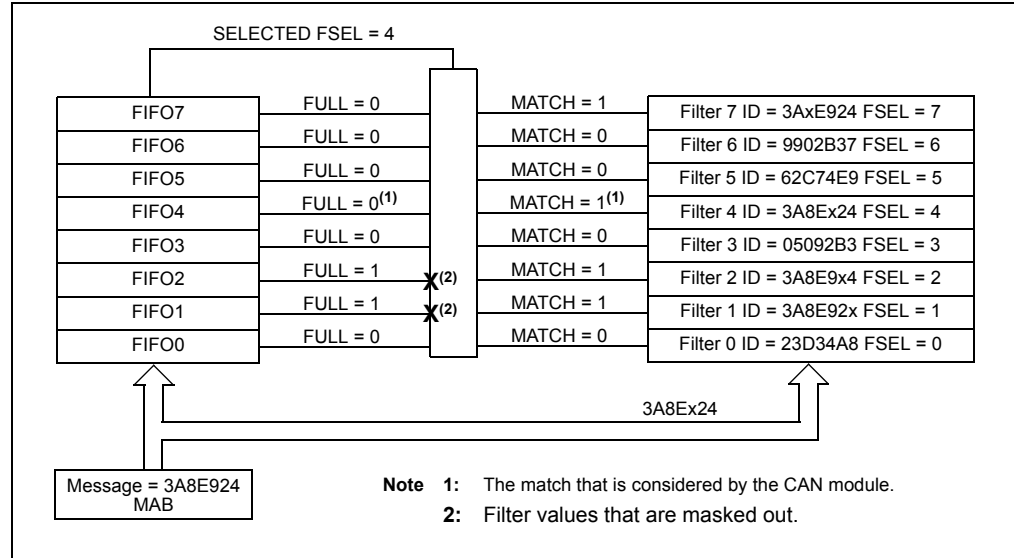 SELECTED FSEL = 4
FIFO7 FULL = 0 MATCH = 1 Filter 7 ID = 3AxE924 FSEL = 7
FIFO6 FULL = 0 MATCH = 0 Filter 6 ID = 9902B37 FSEL = 6
FIFO5 FULL = 0 MATCH = 0 Filter 5 ID = 62C74E9 FSEL = 5
FIFO4 FULL = 0(1) MATCH = 1(1) Filter 4 ID = 3A8Ex24 FSEL = 4
FIFO3 FULL = 0 MATCH = 0 Filter 3 ID = 05092B3 FSEL = 3
FIFO2 FULL = 1 X(2) MATCH = 1 Filter 2 ID = 3A8E9x4 FSEL = 2
FIFO1 FULL = 1 X(2) MATCH = 1 Filter 1 ID = 3A8E92x FSEL = 1
FIFO0 FULL = 0 MATCH = 0 Filter 0 ID = 23D34A8 FSEL = 0
3A8Ex24
Message = 3A8E924
MAB
Note 1: The match that is considered by the CAN module.
2: Filter values that are masked out.